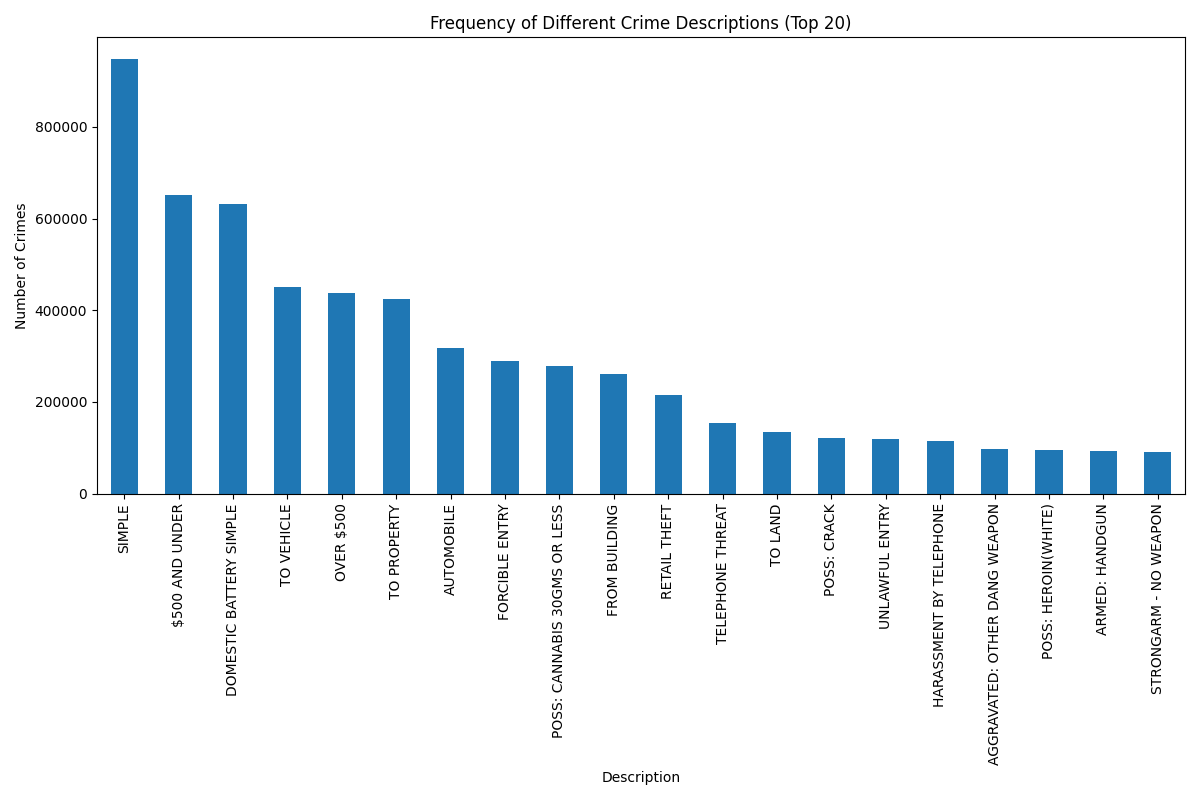 Frequency of Different Crime Descriptions (Top 20)
Number of Crimes
800000
600000
400000
200000
0
SIMPLE
$500 AND UNDER
DOMESTIC BATTERY SIMPLE
TO VEHICLE
OVER $500
TO PROPERTY
AUTOMOBILE
FORCIBLE ENTRY
POSS: CANNABIS 30GMS OR LESS
FROM BUILDING
RETAIL THEFT
TELEPHONE THREAT
TO LAND
POSS: CRACK
UNLAWFUL ENTRY
HARASSMENT BY TELEPHONE
AGGRAVATED: OTHER DANG WEAPON
POSS: HEROIN(WHITE)
ARMED: HANDGUN
STRONGARM - NO WEAPON
Description